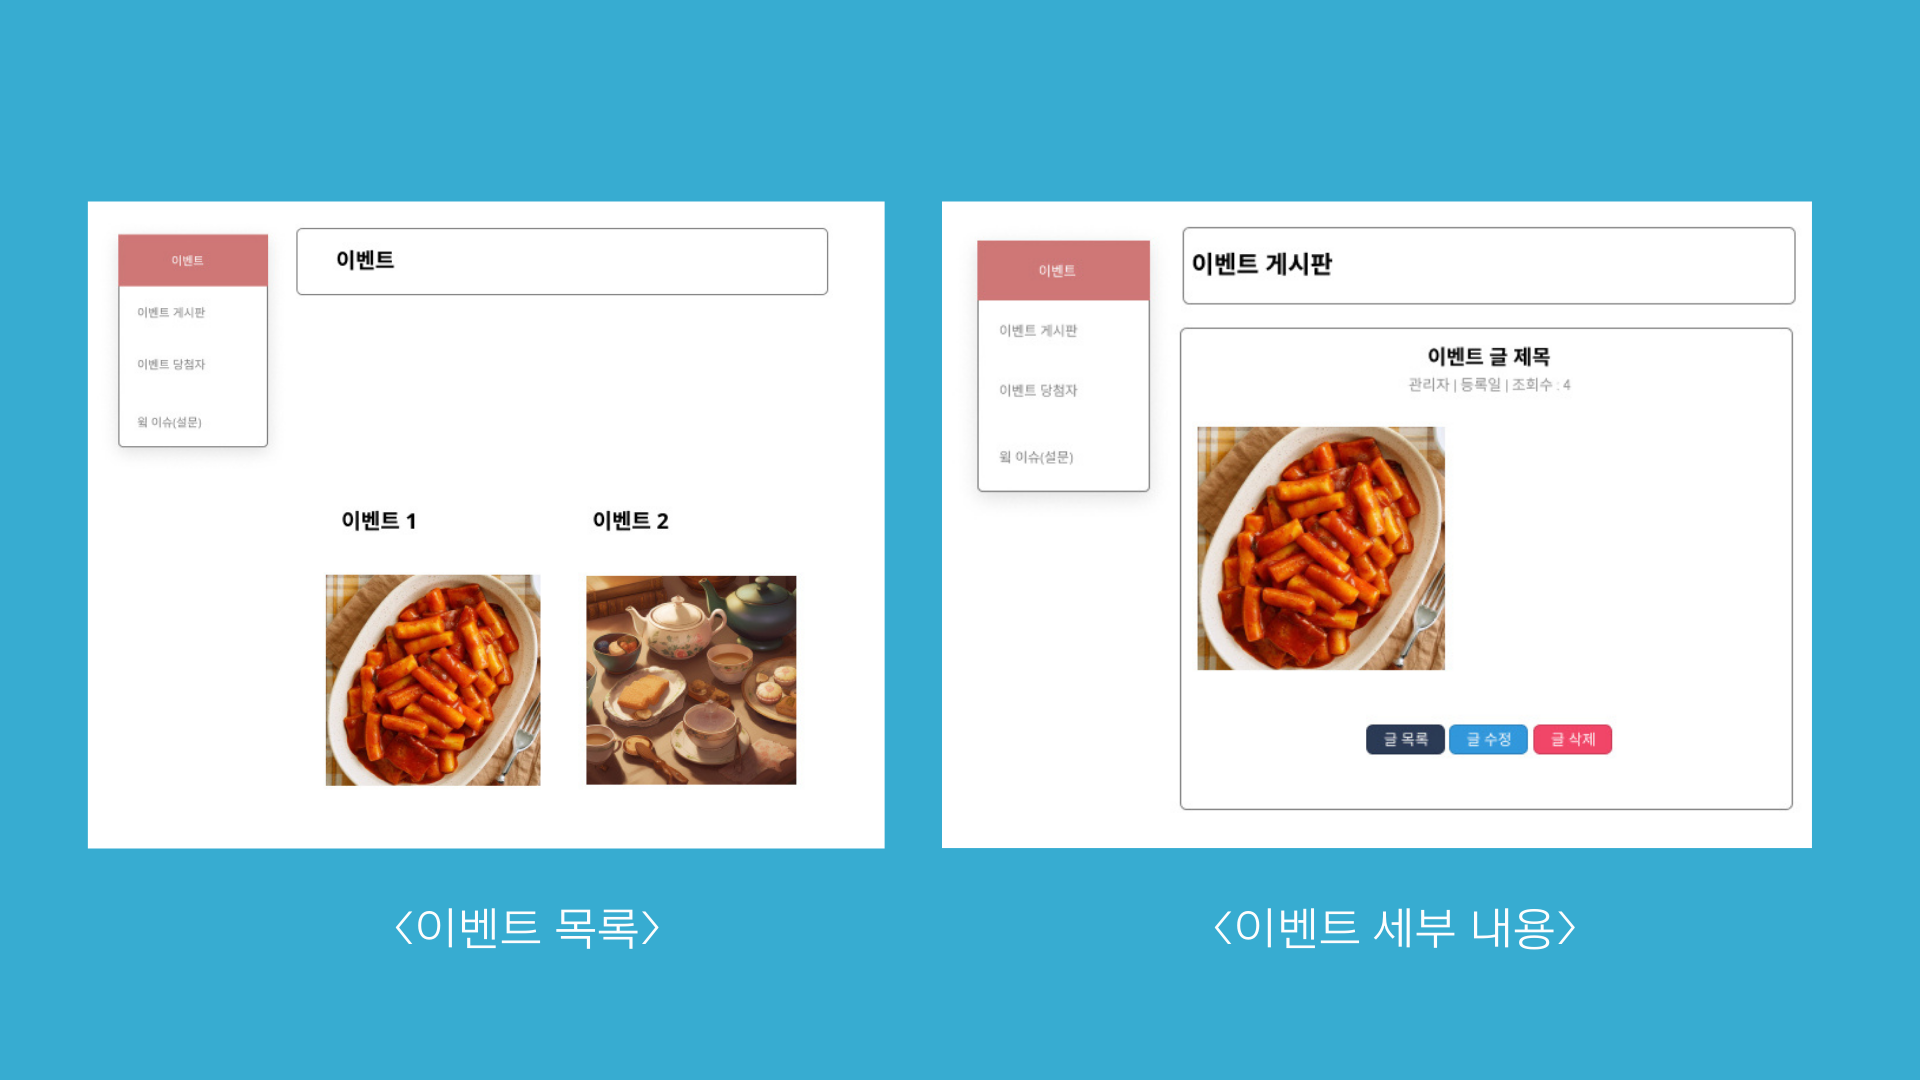 이벤트
이벤트 게시판
이벤트 당첨자
윌 이슈(설문)
이벤트
이벤트 1
이벤트 2
<이벤트 목록>
이벤트
이벤트 게시판
이벤트 당첨자
윌 이슈(설문)
이벤트 게시판
이벤트 글 제목
관리자 | 등록일 | 조회수 : 4
글 목록
글 수정
글 삭제
<이벤트 세부 내용>